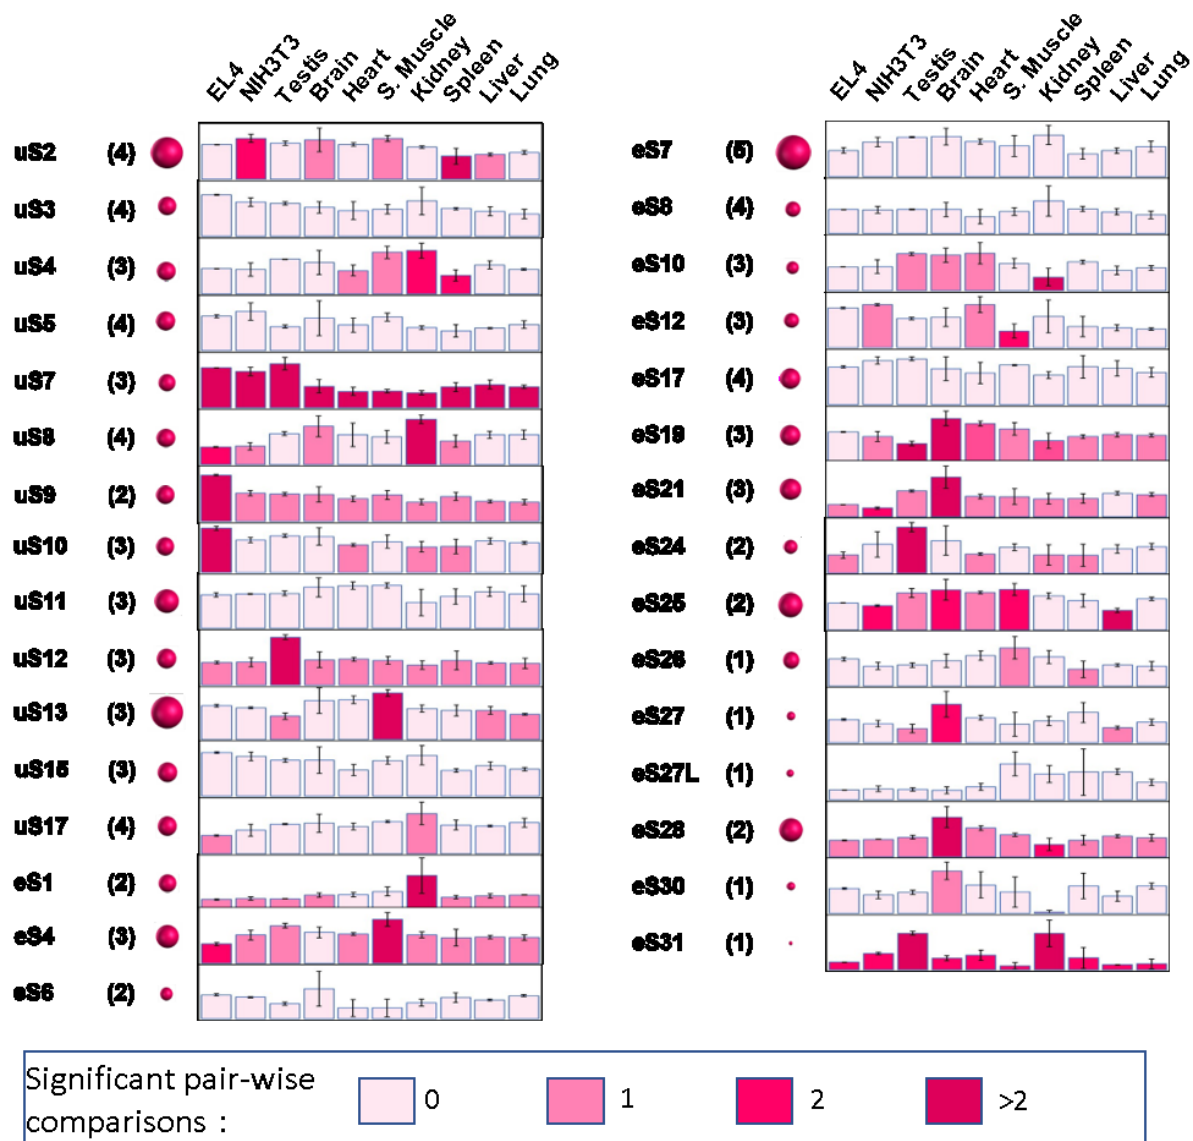 EL4 NIH3T3 Testis Brain Heart S. Muscle Kidney Spleen Liver Lung
uS2 (4)
uS3 (4)
uS4 (3)
uS5 (4)
uS7 (3)
uS8 (4)
uS9 (2)
uS10 (3)
uS11 (3)
uS12 (3)
uS13 (3)
uS15 (3)
uS17 (4)
eS1 (2)
eS4 (3)
eS6 (2)
EL4 NIH3T3 Testis Brain Heart S. Muscle Kidney Spleen Liver Lung
eS7 (5)
eS8 (4)
eS10 (3)
eS12 (3)
eS17 (4)
eS19 (3)
eS21 (3)
eS24 (2)
eS25 (2)
eS26 (1)
eS27 (1)
eS27L (1)
eS28 (2)
eS30 (1)
eS31 (1)
Significant pair-wise
comparisons :
0 1 2 >2